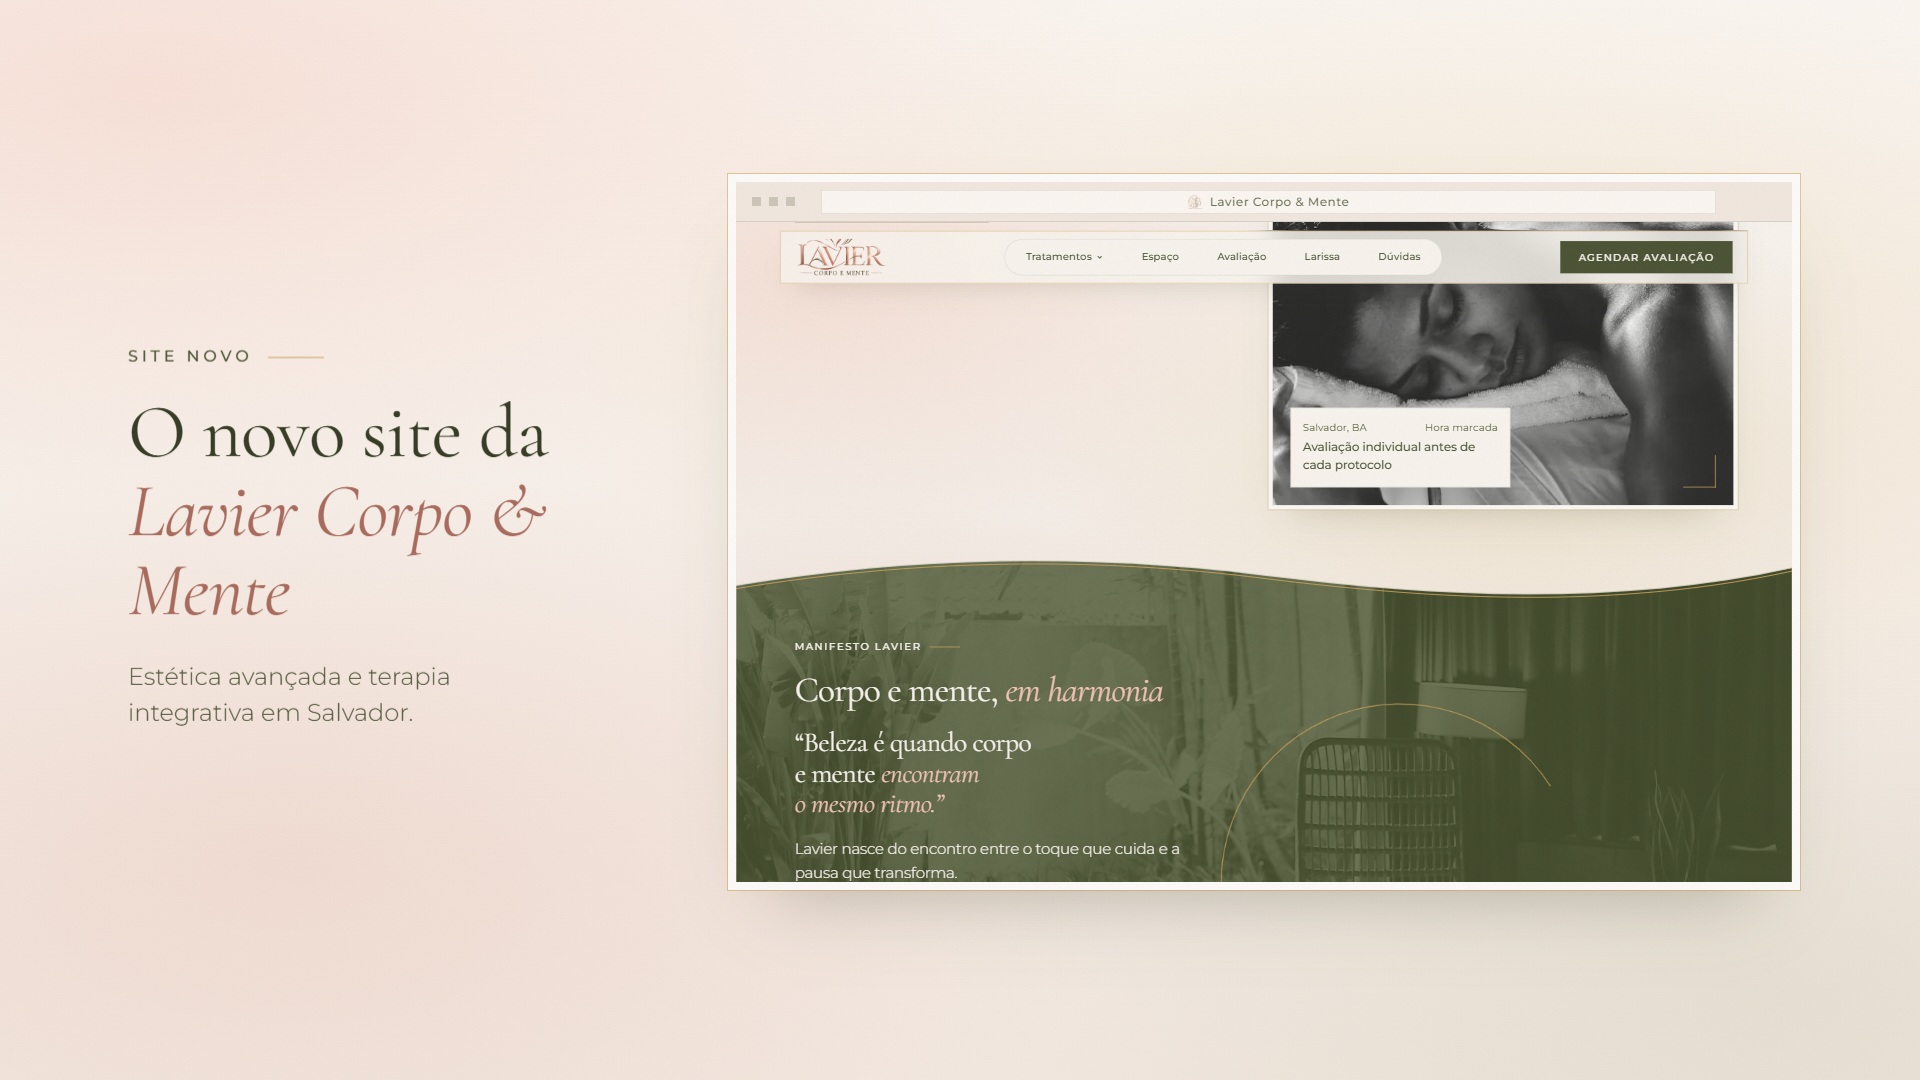 SITE NOVO
O novo site da
Lavier Corpo &
Mente
Estética avançada e terapia
integrativa em Salvador.
Lavier Corpo & Mente
LAVIER
CORPO E MENTE
Tratamentos
Espaço
Avaliação
Larissa
Dúvidas
AGENDAR AVALIAÇÃO
Salvador, BA
Hora marcada
Avaliação individual antes de
cada protocolo
MANIFESTO LAVIER
Corpo e mente, em harmonia
“Beleza é quando corpo
e mente encontram
o mesmo ritmo.”
Lavier nasce do encontro entre o toque que cuida e a
pausa que transforma.